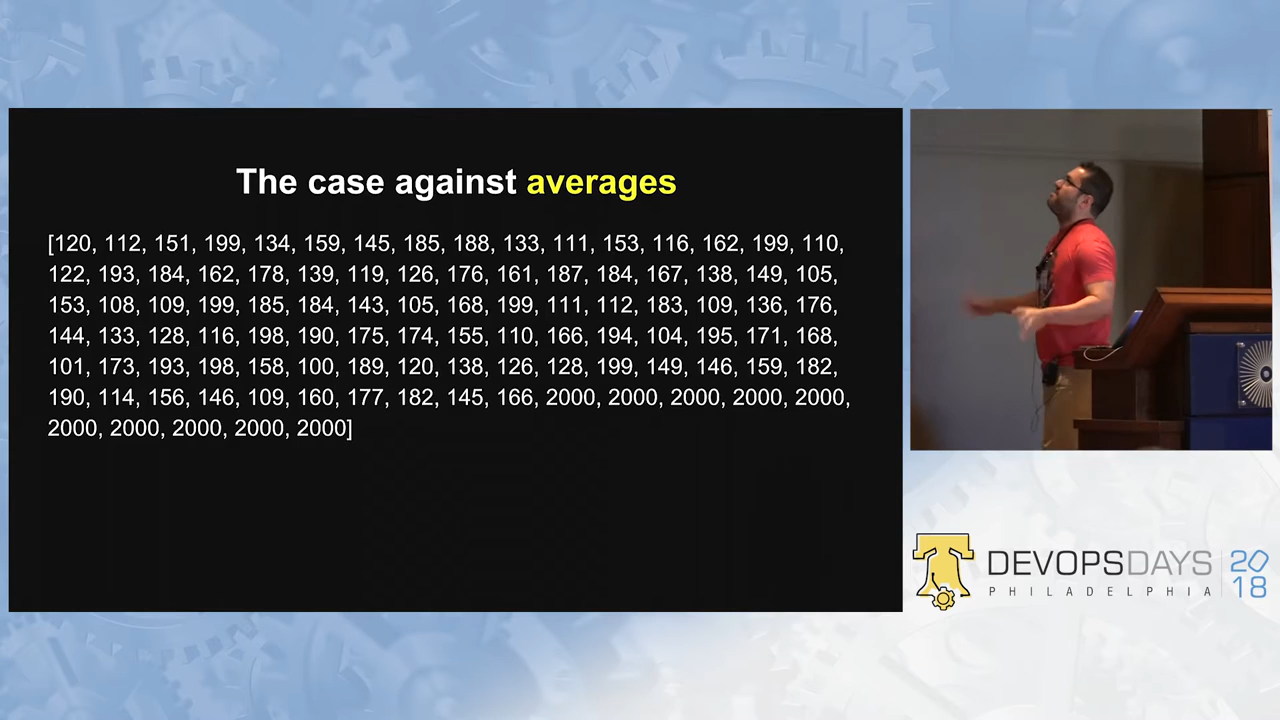 The case against averages
[120, 112, 151, 199, 134, 159, 145, 185, 188, 133, 111, 153, 116, 162, 199, 110,
122, 193, 184, 162, 178, 139, 119, 126, 176, 161, 187, 184, 167, 138, 149, 105,
153, 108, 109, 199, 185, 184, 143, 105, 168, 199, 111, 112, 183, 109, 136, 176,
144, 133, 128, 116, 198, 190, 175, 174, 155, 110, 166, 194, 104, 195, 171, 168,
101, 173, 193, 198, 158, 100, 189, 120, 138, 126, 128, 199, 149, 146, 159, 182,
190, 114, 156, 146, 109, 160, 177, 182, 145, 166, 2000, 2000, 2000, 2000, 2000,
2000, 2000, 2000, 2000, 2000]
DEVOPSDAYS
PHILADELPHIA
20
18